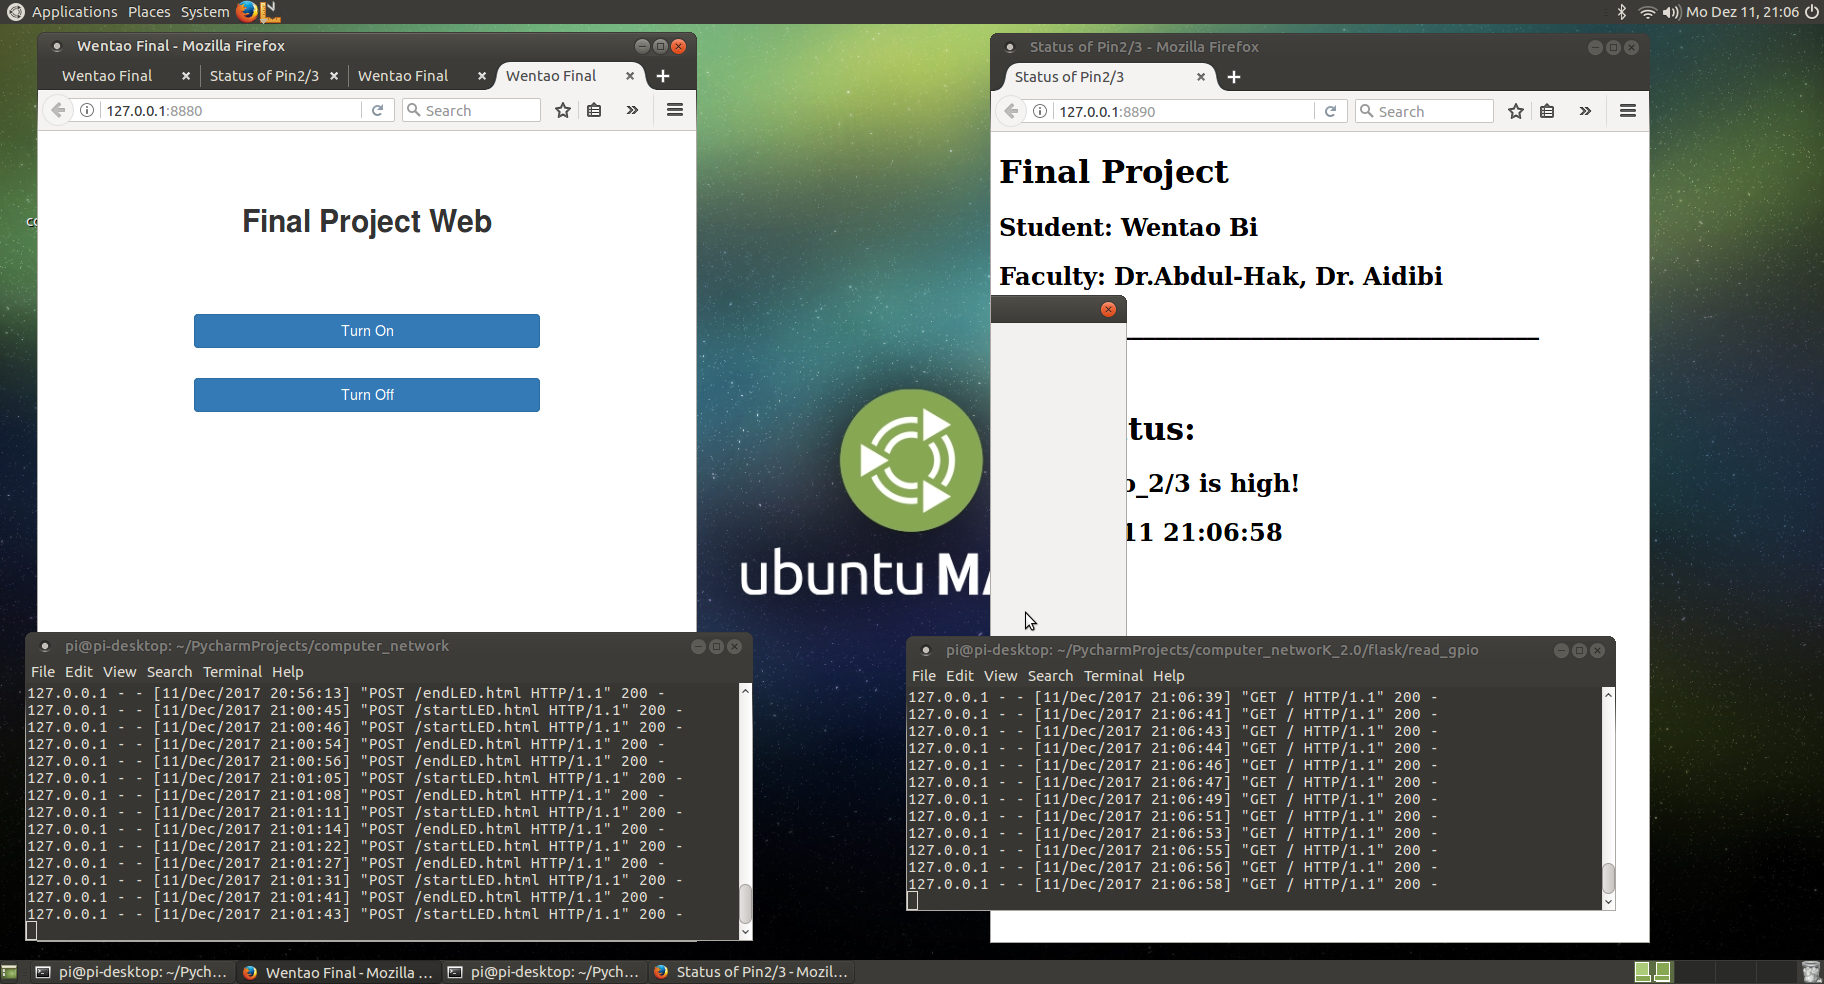 Applications Places System
Mo Dez 11, 21:06
Wentao Final - Mozilla Firefox
Wentao Final
Status of Pin2/3
Wentao Final
Wentao Final
127.0.0.1:8880
Search
Final Project Web
Turn On
Turn Off
Status of Pin2/3 - Mozilla Firefox
Status of Pin2/3
127.0.0.1:8890
Search
Final Project
Student: Wentao Bi
Faculty: Dr.Abdul-Hak, Dr. Aidibi
tus:
o_2/3 is high!
11 21:06:58
ubuntu MA
pi@pi-desktop: ~/PycharmProjects/computer_network
File Edit View Search Terminal Help
127.0.0.1 - - [11/Dec/2017 20:56:13] "POST /endLED.html HTTP/1.1" 200 -
127.0.0.1 - - [11/Dec/2017 21:00:45] "POST /startLED.html HTTP/1.1" 200 -
127.0.0.1 - - [11/Dec/2017 21:00:46] "POST /startLED.html HTTP/1.1" 200 -
127.0.0.1 - - [11/Dec/2017 21:00:54] "POST /endLED.html HTTP/1.1" 200 -
127.0.0.1 - - [11/Dec/2017 21:00:56] "POST /endLED.html HTTP/1.1" 200 -
127.0.0.1 - - [11/Dec/2017 21:01:05] "POST /startLED.html HTTP/1.1" 200 -
127.0.0.1 - - [11/Dec/2017 21:01:08] "POST /endLED.html HTTP/1.1" 200 -
127.0.0.1 - - [11/Dec/2017 21:01:11] "POST /startLED.html HTTP/1.1" 200 -
127.0.0.1 - - [11/Dec/2017 21:01:14] "POST /endLED.html HTTP/1.1" 200 -
127.0.0.1 - - [11/Dec/2017 21:01:22] "POST /startLED.html HTTP/1.1" 200 -
127.0.0.1 - - [11/Dec/2017 21:01:27] "POST /endLED.html HTTP/1.1" 200 -
127.0.0.1 - - [11/Dec/2017 21:01:31] "POST /startLED.html HTTP/1.1" 200 -
127.0.0.1 - - [11/Dec/2017 21:01:41] "POST /endLED.html HTTP/1.1" 200 -
127.0.0.1 - - [11/Dec/2017 21:01:43] "POST /startLED.html HTTP/1.1" 200 -
pi@pi-desktop: ~/PycharmProjects/computer_networK_2.0/flask/read_gpio
File Edit View Search Terminal Help
127.0.0.1 - - [11/Dec/2017 21:06:39] "GET / HTTP/1.1" 200 -
127.0.0.1 - - [11/Dec/2017 21:06:41] "GET / HTTP/1.1" 200 -
127.0.0.1 - - [11/Dec/2017 21:06:43] "GET / HTTP/1.1" 200 -
127.0.0.1 - - [11/Dec/2017 21:06:44] "GET / HTTP/1.1" 200 -
127.0.0.1 - - [11/Dec/2017 21:06:46] "GET / HTTP/1.1" 200 -
127.0.0.1 - - [11/Dec/2017 21:06:47] "GET / HTTP/1.1" 200 -
127.0.0.1 - - [11/Dec/2017 21:06:49] "GET / HTTP/1.1" 200 -
127.0.0.1 - - [11/Dec/2017 21:06:51] "GET / HTTP/1.1" 200 -
127.0.0.1 - - [11/Dec/2017 21:06:53] "GET / HTTP/1.1" 200 -
127.0.0.1 - - [11/Dec/2017 21:06:55] "GET / HTTP/1.1" 200 -
127.0.0.1 - - [11/Dec/2017 21:06:56] "GET / HTTP/1.1" 200 -
127.0.0.1 - - [11/Dec/2017 21:06:58] "GET / HTTP/1.1" 200 -
pi@pi-desktop: ~/Pych...
Wentao Final - Mozilla ...
pi@pi-desktop: ~/Pych...
Status of Pin2/3 - Mozil...